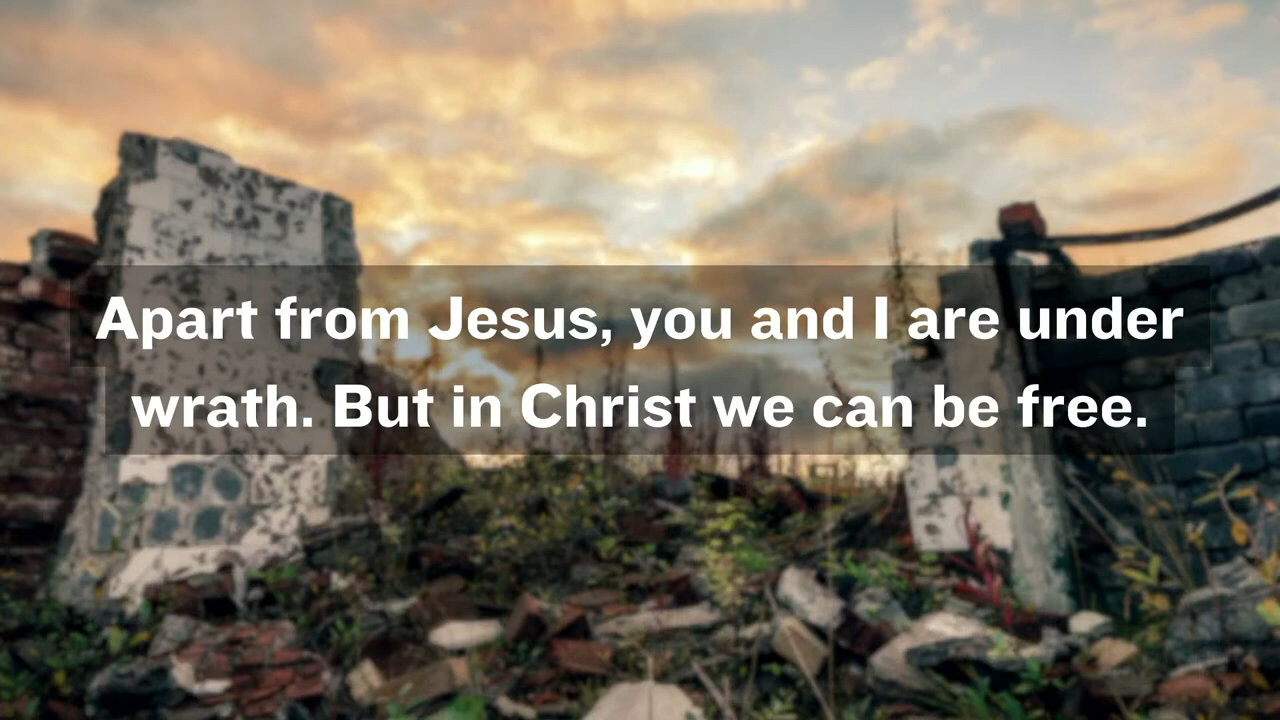 Apart from Jesus, you and I are under
wrath. But in Christ we can be free.